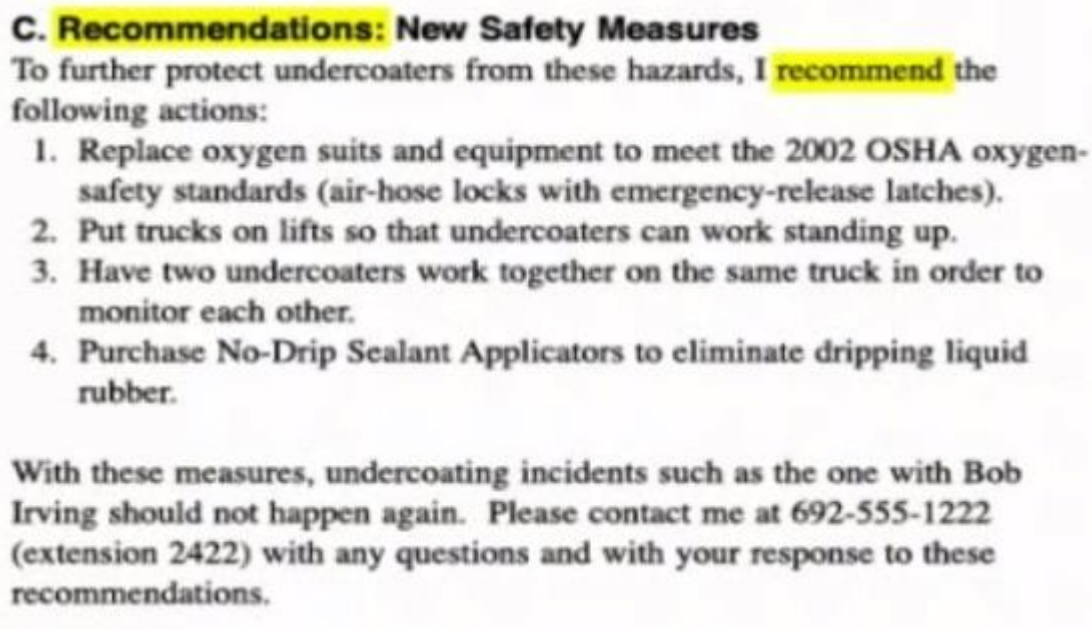 C. Recommendations: New Safety Measures
To further protect undercoaters from these hazards, I recommend the
following actions:
1. Replace oxygen suits and equipment to meet the 2002 OSHA oxygen-
safety standards (air-hose locks with emergency-release latches).
2. Put trucks on lifts so that undercoaters can work standing up.
3. Have two undercoaters work together on the same truck in order to
monitor each other.
4. Purchase No-Drip Sealant Applicators to eliminate dripping liquid
rubber.
With these measures, undercoating incidents such as the one with Bob
Irving should not happen again. Please contact me at 692-555-1222
(extension 2422) with any questions and with your response to these
recommendations.